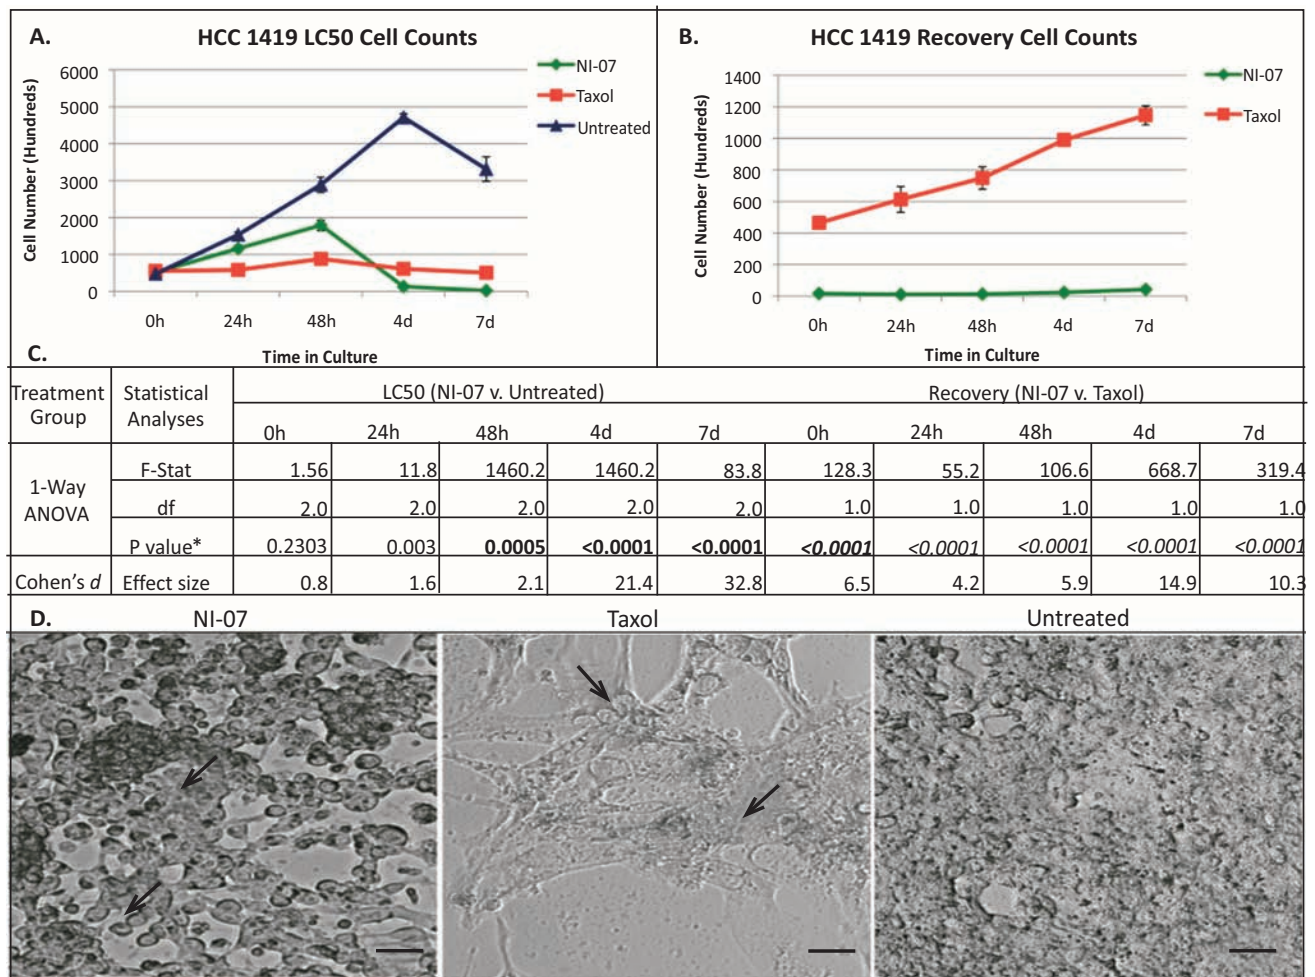 A.
HCC 1419 LC50 Cell Counts
NI-07
Taxol
Untreated
Cell Number (Hundreds)
6000
5000
4000
3000
2000
1000
0
0h 24h 48h 4d 7d
Time in Culture
B.
HCC 1419 Recovery Cell Counts
NI-07
Taxol
Cell Number (Hundreds)
1400
1200
1000
800
600
400
200
0
0h 24h 48h 4d 7d
Time in Culture
C.
Treatment Group Statistical Analyses LC50 (NI-07 v. Untreated) Recovery (NI-07 v. Taxol)
0h 24h 48h 4d 7d 0h 24h 48h 4d 7d
1-Way ANOVA
F-Stat 1.56 11.8 1460.2 1460.2 83.8 128.3 55.2 106.6 668.7 319.4
df 2.0 2.0 2.0 2.0 2.0 1.0 1.0 1.0 1.0 1.0
P value* 0.2303 0.003 0.0005 <0.0001 <0.0001 <0.0001 <0.0001 <0.0001 <0.0001 <0.0001
Cohen's d Effect size 0.8 1.6 2.1 21.4 32.8 6.5 4.2 5.9 14.9 10.3
D.
NI-07 Taxol Untreated